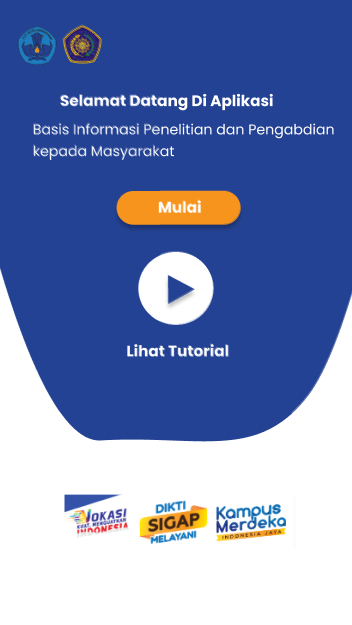 Selamat Datang Di Aplikasi
Basis Informasi Penelitian dan Pengabdian
kepada Masyarakat
Mulai
Lihat Tutorial
VOKASI
KUAT, MENGUATKAN
INDONESIA
DIKTI
SIGAP
MELAYANI
Kampus
Merdeka
INDONESIA JAYA